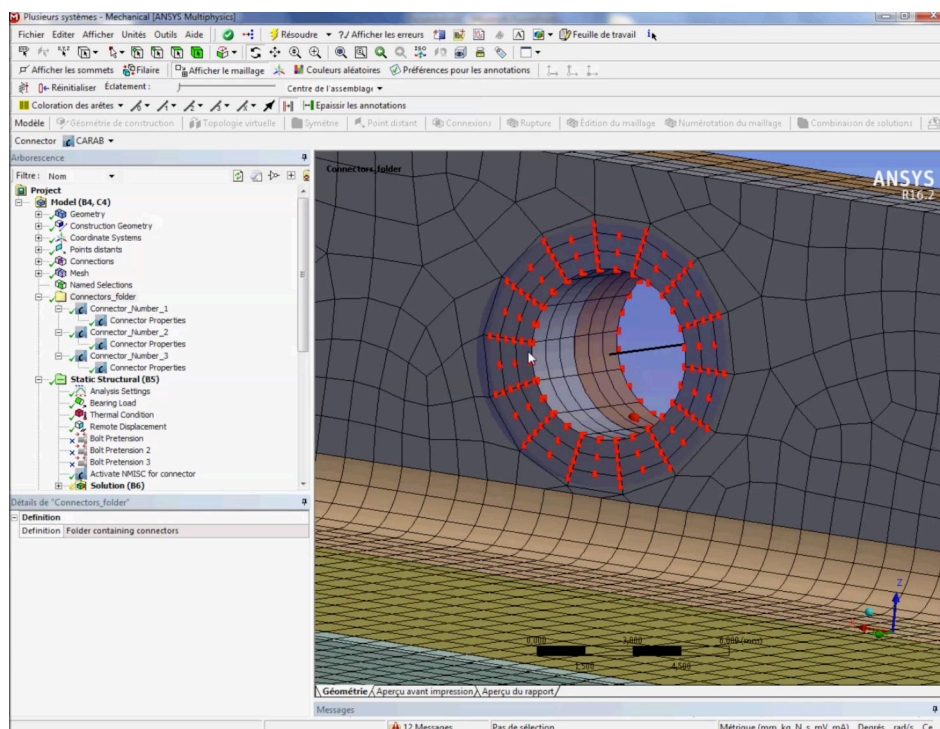 Plusieurs systèmes - Mechanical [ANSYS Multiphysics]
Fichier Editer Afficher Unités Outils Aide Résoudre ?✓ Afficher les erreurs Feuille de travail
Afficher les sommets Filaire Afficher le maillage Couleurs aléatoires Préférences pour les annotations
Réinitialiser Éclatement : Centre de l'assemblage
Coloration des arêtes Epaissir les annotations
Modèle Géométrie de construction Topologie virtuelle Symétrie Point distant Connexions Rupture Édition du maillage Numérotation du maillage Combinaison de solutions
Connector CARAB
Arborescence
Filtre : Nom
Project
Model (B4, C4)
Geometry
Construction Geometry
Coordinate Systems
Points distants
Connections
Mesh
Named Selections
Connectors_folder
Connector_Number_1
Connector Properties
Connector_Number_2
Connector Properties
Connector_Number_3
Connector Properties
Static Structural (B5)
Analysis Settings
Bearing Load
Thermal Condition
Remote Displacement
Bolt Pretension
Bolt Pretension 2
Bolt Pretension 3
Activate NMISC for connector
Solution (B6)
Détails de "Connectors_folder"
Definition
Definition Folder containing connectors
Connectors_folder
ANSYS
R16.2
Z
0,000 3,000 6,000 (mm)
1,500 4,500
Géométrie Aperçu avant impression Aperçu du rapport
Messages
12 Messages Pas de sélection Métrique (mm, kg, N, s, mV, mA) Degrés rad/s Ce